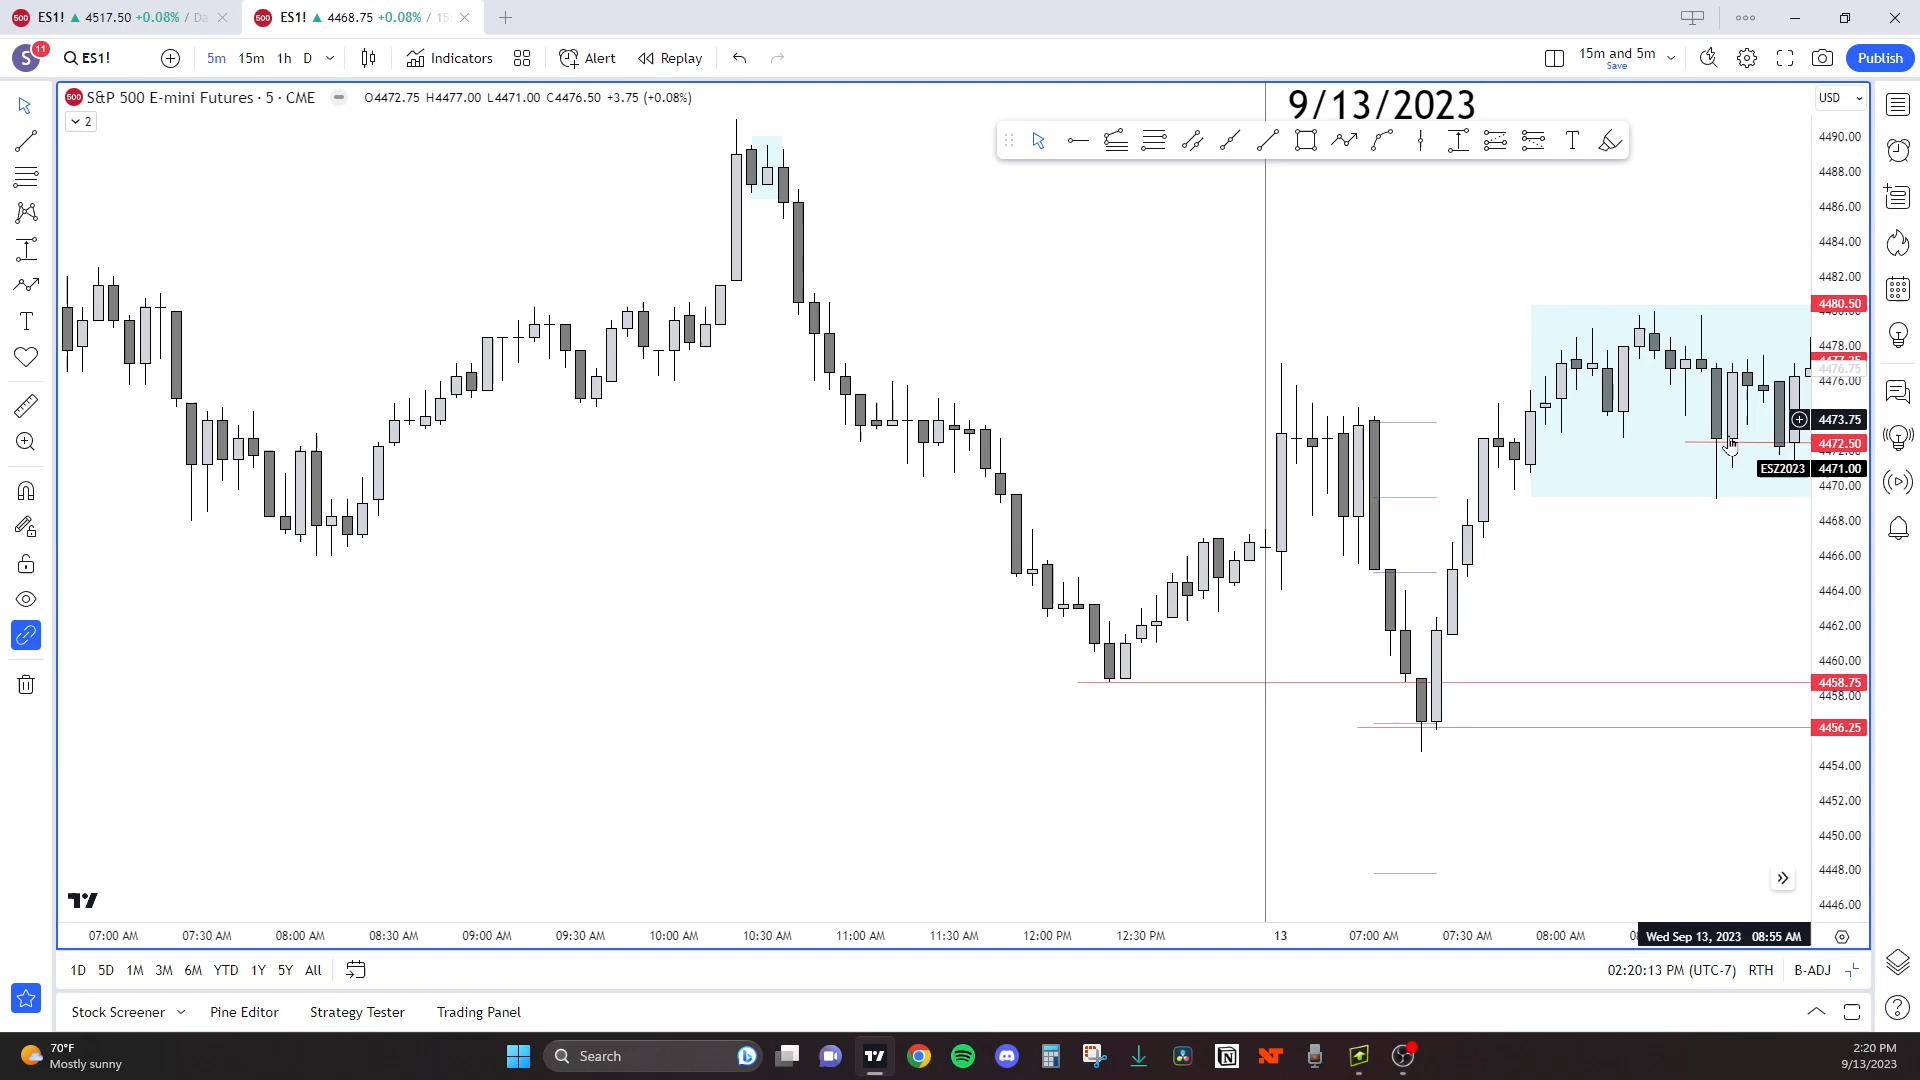 ES1! ▲ 4517.50 +0.08% / Da
ES1! ▲ 4468.75 +0.08% / 15
S 11 ES1! 5m 15m 1h D Indicators Alert Replay 15m and 5m Save Publish
S&P 500 E-mini Futures · 5 · CME O4472.75 H4477.00 L4471.00 C4476.50 +3.75 (+0.08%)
2
9/13/2023
USD
4490.00
4488.00
4486.00
4484.00
4482.00
4480.50
4478.00
4476.75
4476.00
4473.75
4472.50
ESZ2023 4471.00
4470.00
4468.00
4466.00
4464.00
4462.00
4460.00
4458.75
4458.00
4456.25
4454.00
4452.00
4450.00
4448.00
4446.00
07:00 AM 07:30 AM 08:00 AM 08:30 AM 09:00 AM 09:30 AM 10:00 AM 10:30 AM 11:00 AM 11:30 AM 12:00 PM 12:30 PM 13 07:00 AM 07:30 AM 08:00 AM Wed Sep 13, 2023 08:55 AM
1D 5D 1M 3M 6M YTD 1Y 5Y All 02:20:13 PM (UTC-7) RTH B-ADJ
Stock Screener Pine Editor Strategy Tester Trading Panel
70°F
Mostly sunny
Search
2:20 PM
9/13/2023